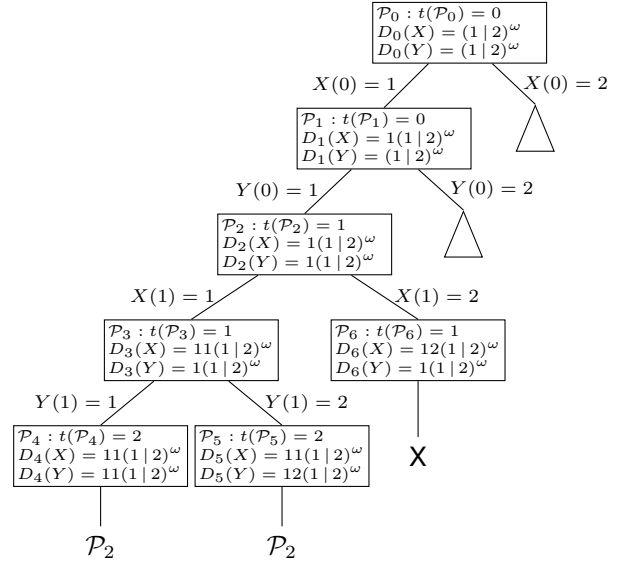 𝒫₀ : t(𝒫₀) = 0
D₀(X) = (1 | 2)^ω
D₀(Y) = (1 | 2)^ω
X(0) = 1
X(0) = 2
𝒫₁ : t(𝒫₁) = 0
D₁(X) = 1(1 | 2)^ω
D₁(Y) = (1 | 2)^ω
Y(0) = 1
Y(0) = 2
𝒫₂ : t(𝒫₂) = 1
D₂(X) = 1(1 | 2)^ω
D₂(Y) = 1(1 | 2)^ω
X(1) = 1
X(1) = 2
𝒫₃ : t(𝒫₃) = 1
D₃(X) = 11(1 | 2)^ω
D₃(Y) = 1(1 | 2)^ω
𝒫₆ : t(𝒫₆) = 1
D₆(X) = 12(1 | 2)^ω
D₆(Y) = 1(1 | 2)^ω
Y(1) = 1
Y(1) = 2
𝒫₄ : t(𝒫₄) = 2
D₄(X) = 11(1 | 2)^ω
D₄(Y) = 11(1 | 2)^ω
𝒫₅ : t(𝒫₅) = 2
D₅(X) = 11(1 | 2)^ω
D₅(Y) = 12(1 | 2)^ω
X
𝒫₂
𝒫₂